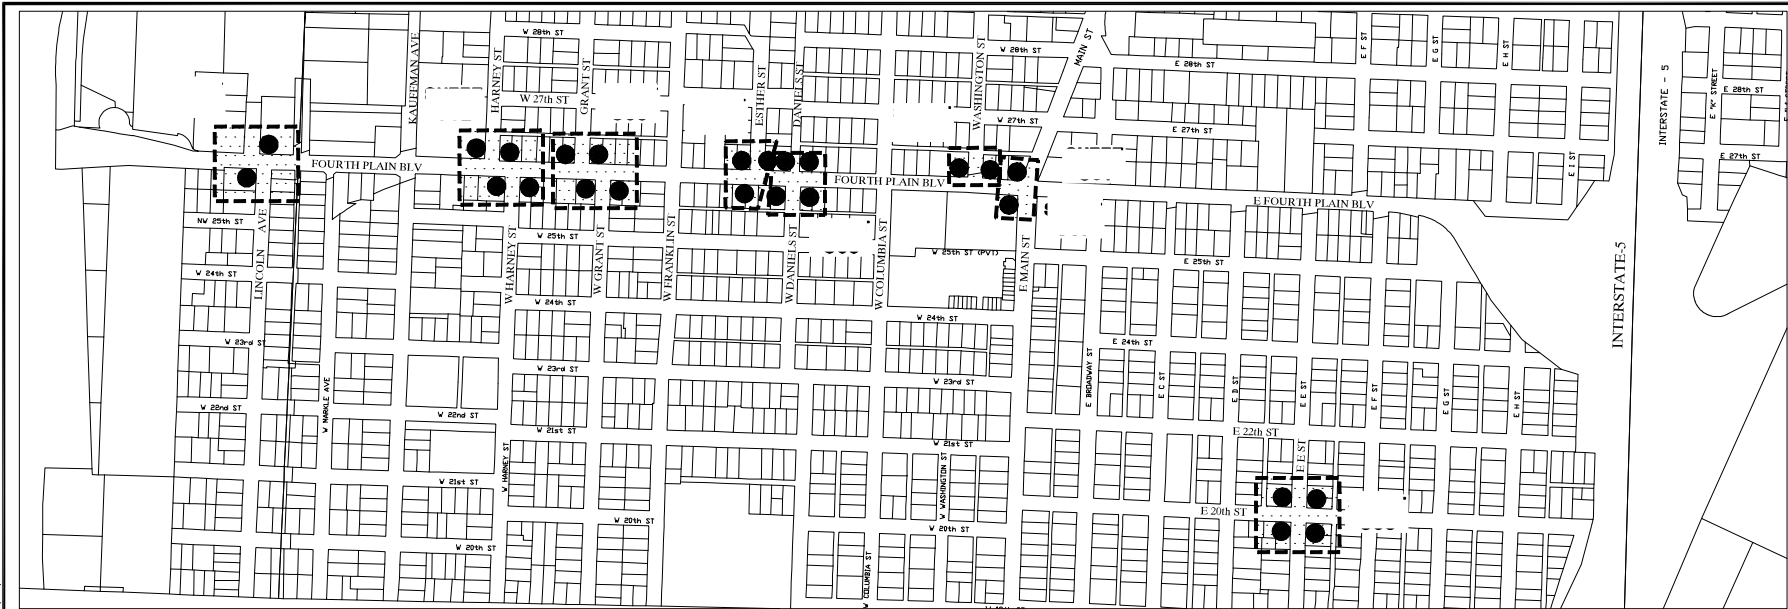 KAUFFMAN AVE
HARNEY ST
W 28th ST
GRANT ST
W 27th ST
ESTHER ST
DANIELS ST
WASHINGTON ST
W 28th ST
MAIN ST
W 27th ST
E 28th ST
E 27th ST
E F ST
E G ST
E H ST
E I ST
INTERSTATE - 5
E "K" STREET
E 28th ST
E 27th ST
FOURTH PLAIN BLV
FOURTH PLAIN BLV
E FOURTH PLAIN BLV
NW 25th ST
LINCOLN AVE
W 24th ST
W 23rd ST
W 22nd ST
W MARKLE AVE
W HARNEY ST
W 25th ST
W GRANT ST
W FRANKLIN ST
W DANIELS ST
W COLUMBIA ST
W 25th ST (PVT)
E MAIN ST
E 25th ST
INTERSTATE-5
W 24th ST
W 24th ST
E 24th ST
W 23rd ST
W 23rd ST
E BROADWAY ST
E C ST
E D ST
E E ST
E F ST
E G ST
E H ST
W 22nd ST
W 21st ST
W 21st ST
E 22th ST
E E ST
W HARNEY ST
W 21st ST
W WASHINGTON ST
W 20th ST
W 20th ST
E 20th ST
W 20th ST
W COLUMBIA ST